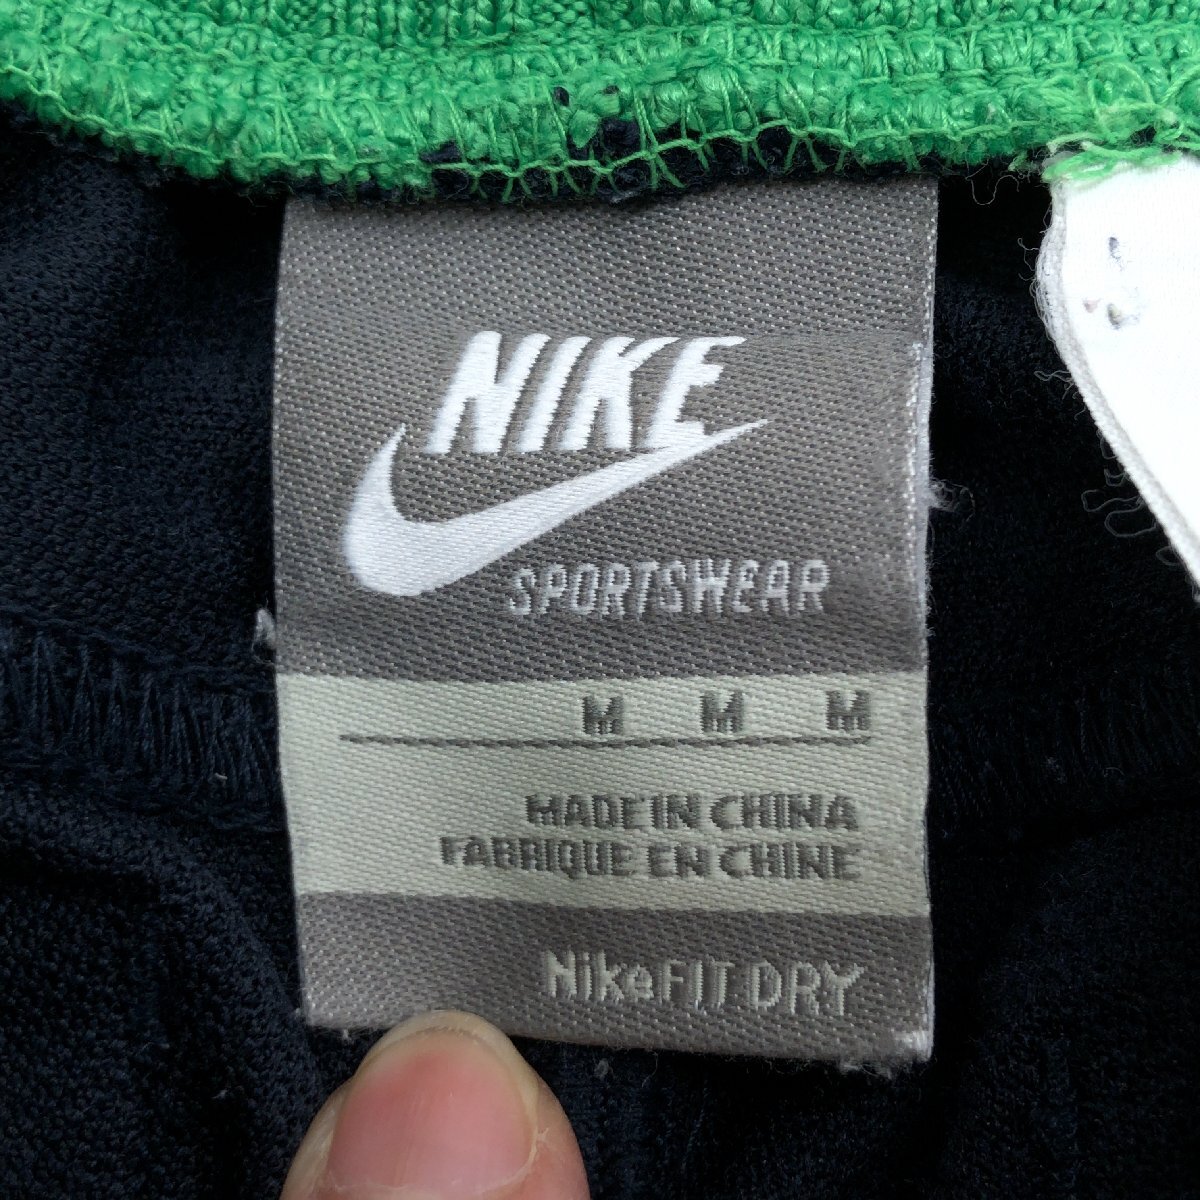 NIKE
SPORTSWEAR
M M M
MADE IN CHINA
FABRIQUE EN CHINE
NikeFIT DRY